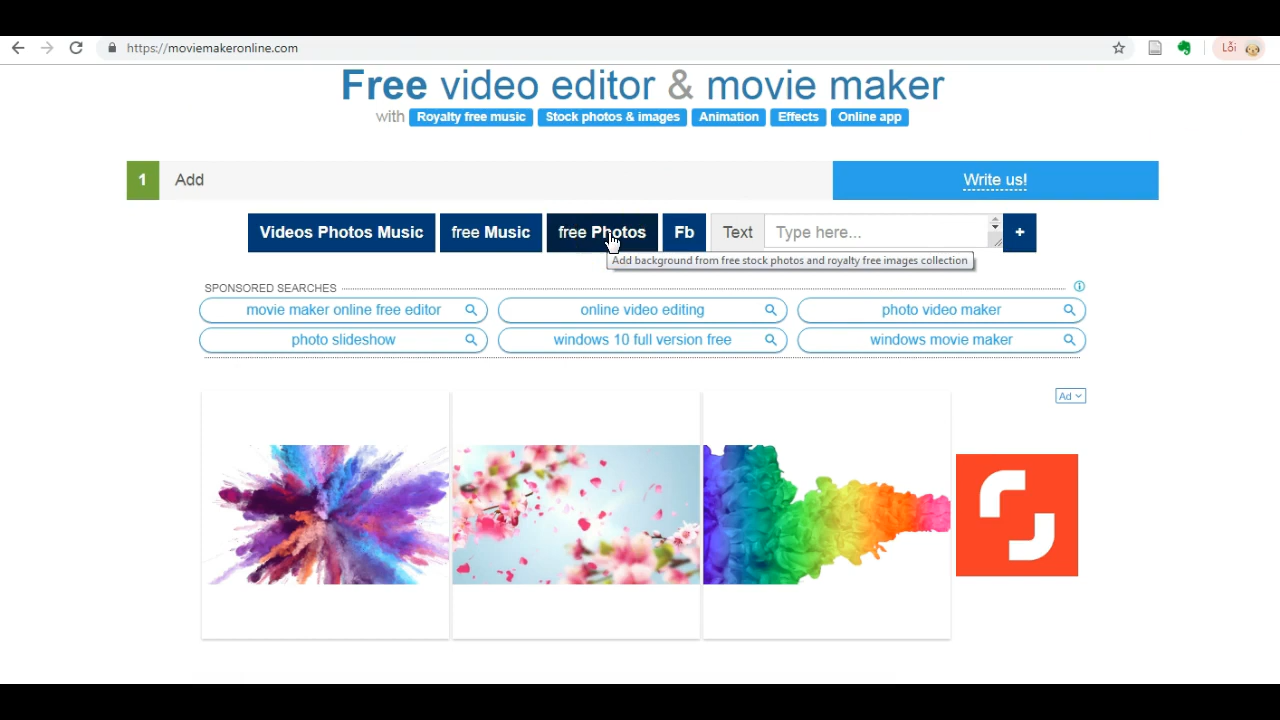 https://moviemakeronline.com
Lỗi
Free video editor & movie maker
with Royalty free music Stock photos & images Animation Effects Online app
1 Add Write us!
Videos Photos Music free Music free Photos Fb Text Type here... +
Add background from free stock photos and royalty free images collection
SPONSORED SEARCHES
movie maker online free editor online video editing photo video maker
photo slideshow windows 10 full version free windows movie maker
Ad